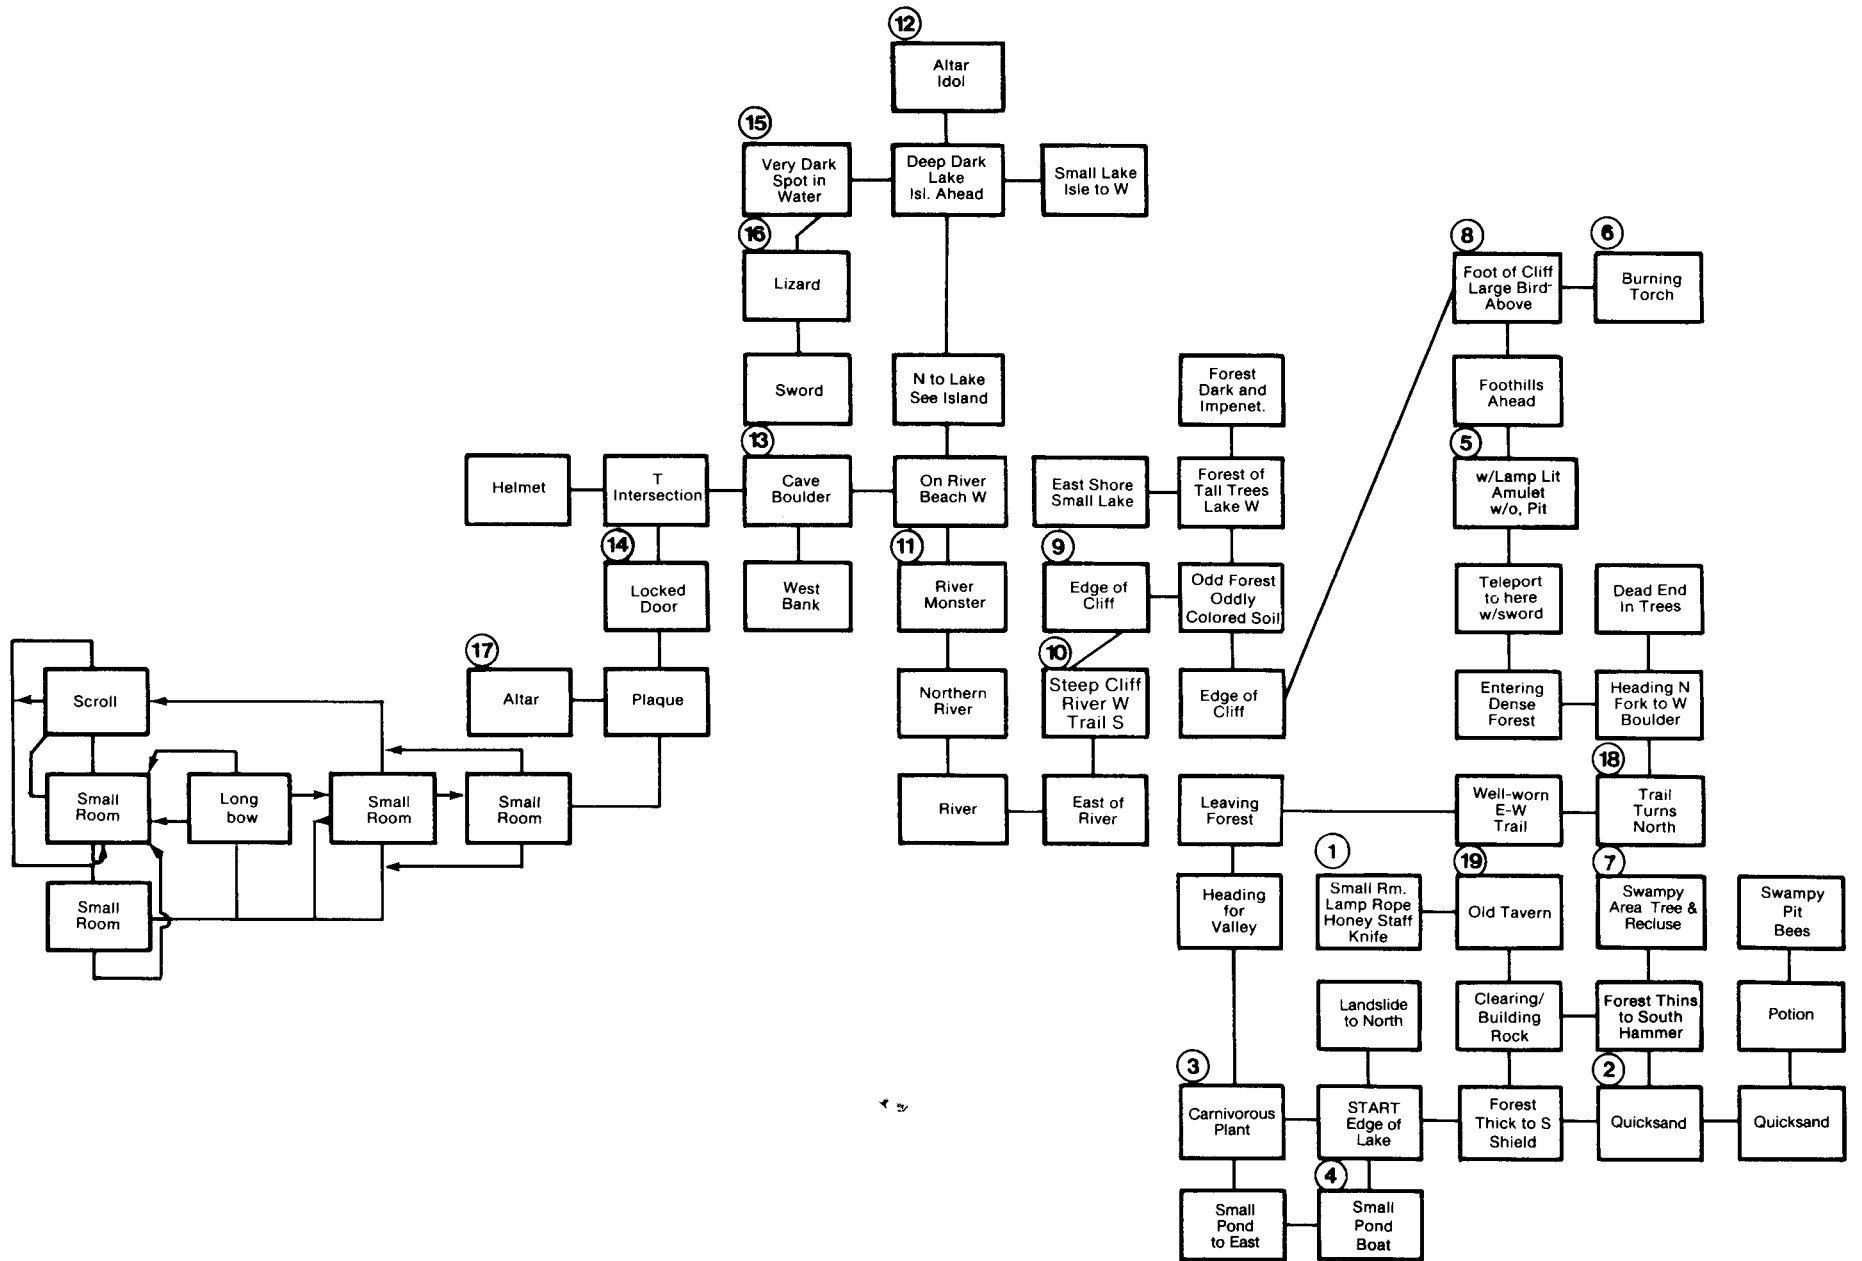 12
Altar
Idol
15
Very Dark
Spot in
Water
Deep Dark
Lake
Isl. Ahead
Small Lake
Isle to W
16
Lizard
8
Foot of Cliff
Large Bird-
Above
6
Burning
Torch
Sword
N to Lake
See Island
Forest
Dark and
Impenet.
Foothills
Ahead
Helmet
T
Intersection
13
Cave
Boulder
On River
Beach W
East Shore
Small Lake
Forest of
Tall Trees
Lake W
5
w/Lamp Lit
Amulet
w/o, Pit
14
Locked
Door
West
Bank
11
River
Monster
9
Edge of
Cliff
Odd Forest
Oddly
Colored Soil
Teleport
to here
w/sword
Dead End
In Trees
Scroll
17
Altar
Plaque
Northern
River
10
Steep Cliff
River W
Trail S
Edge of
Cliff
Entering
Dense
Forest
Heading N
Fork to W
Boulder
Small
Room
Long
bow
Small
Room
Small
Room
River
East of
River
Leaving
Forest
Well-worn
E-W
Trail
18
Trail
Turns
North
Small
Room
Heading
for
Valley
1
Small Rm.
Lamp Rope
Honey Staff
Knife
19
Old Tavern
7
Swampy
Area Tree &
Recluse
Swampy
Pit
Bees
Landslide
to North
Clearing/
Building
Rock
Forest Thins
to South
Hammer
Potion
3
Carnivorous
Plant
START
Edge of
Lake
Forest
Thick to S
Shield
2
Quicksand
Quicksand
Small
Pond
to East
4
Small
Pond
Boat